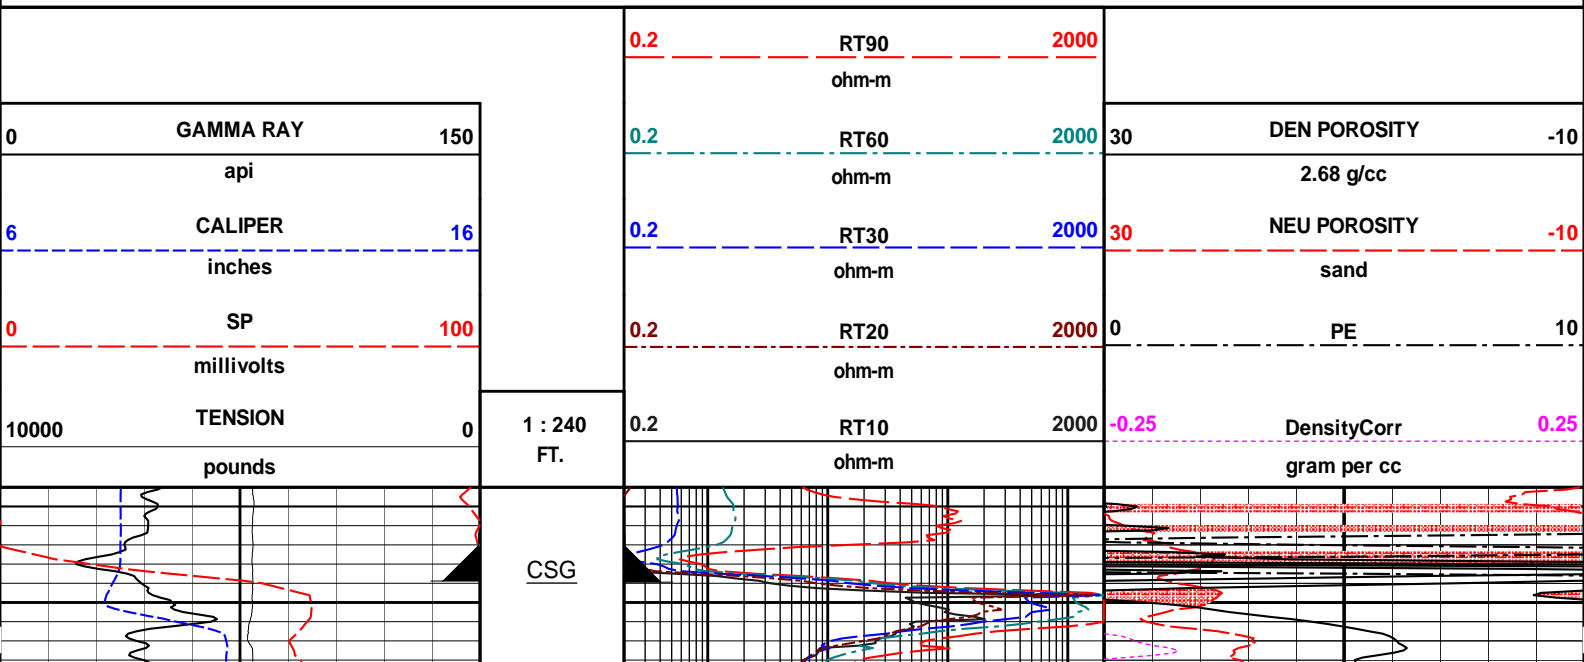 0 GAMMA RAY 150
api
6 CALIPER 16
inches
0 SP 100
millivolts
10000 TENSION 0
pounds
1 : 240
FT.
0.2 RT90 2000
ohm-m
0.2 RT60 2000
ohm-m
0.2 RT30 2000
ohm-m
0.2 RT20 2000
ohm-m
0.2 RT10 2000
ohm-m
30 DEN POROSITY -10
2.68 g/cc
30 NEU POROSITY -10
sand
0 PE 10
-0.25 DensityCorr 0.25
gram per cc
CSG